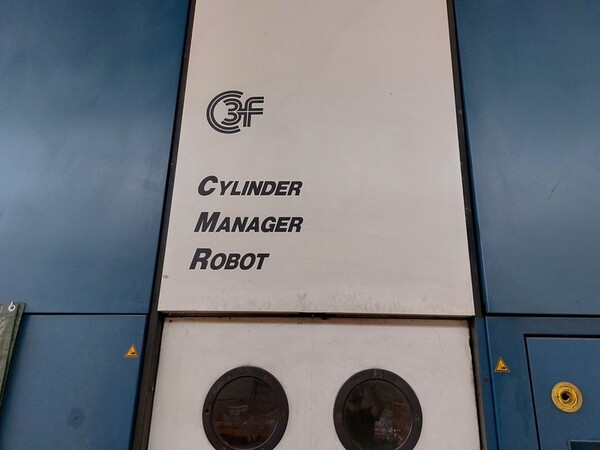 C3F
CYLINDER
MANAGER
ROBOT